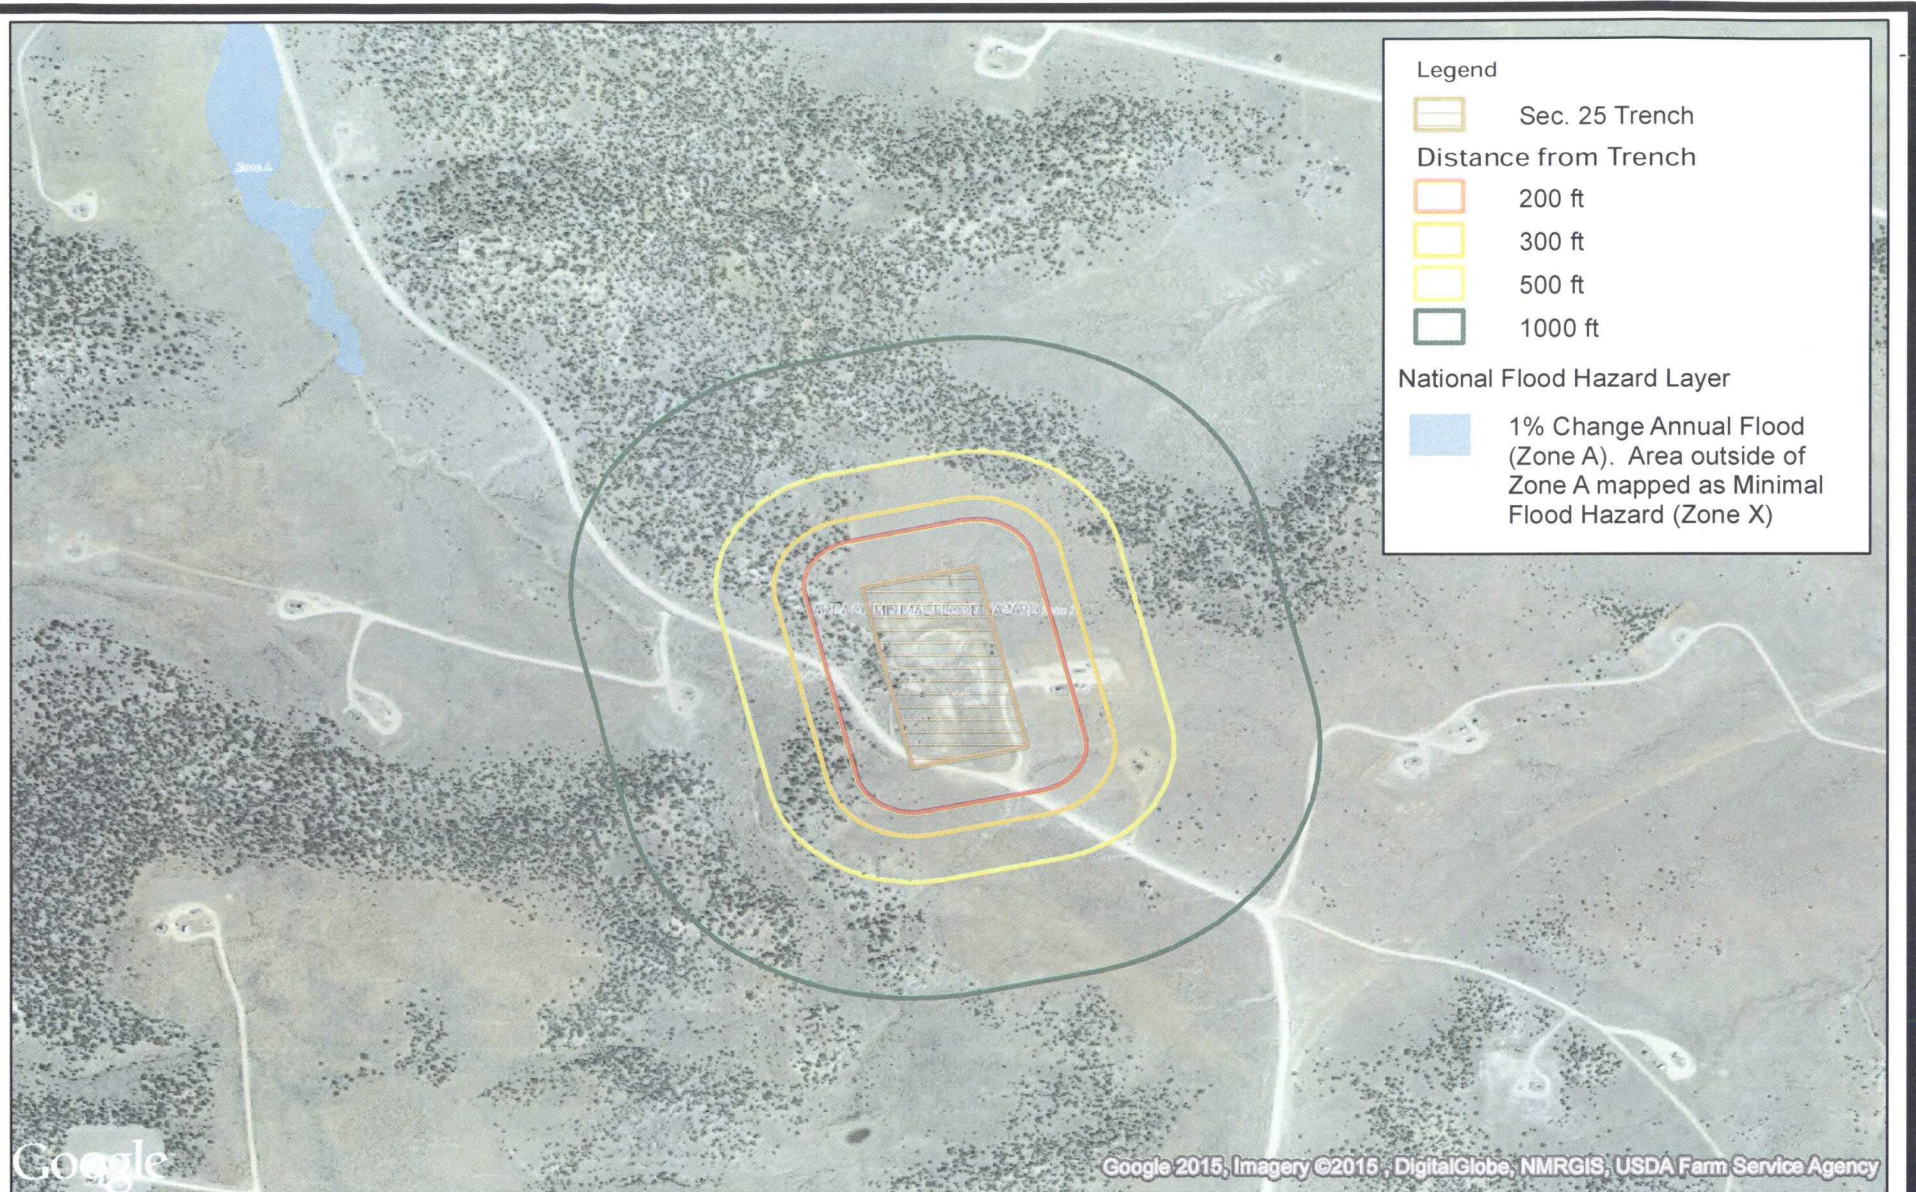 Legend
Sec. 25 Trench
Distance from Trench
200 ft
300 ft
500 ft
1000 ft
National Flood Hazard Layer
1% Change Annual Flood
(Zone A). Area outside of
Zone A mapped as Minimal
Flood Hazard (Zone X)
MINIMAL FLOOD
Google
Google 2015, Imagery ©2015 , DigitalGlobe, NMRGIS, USDA Farm Service Agency